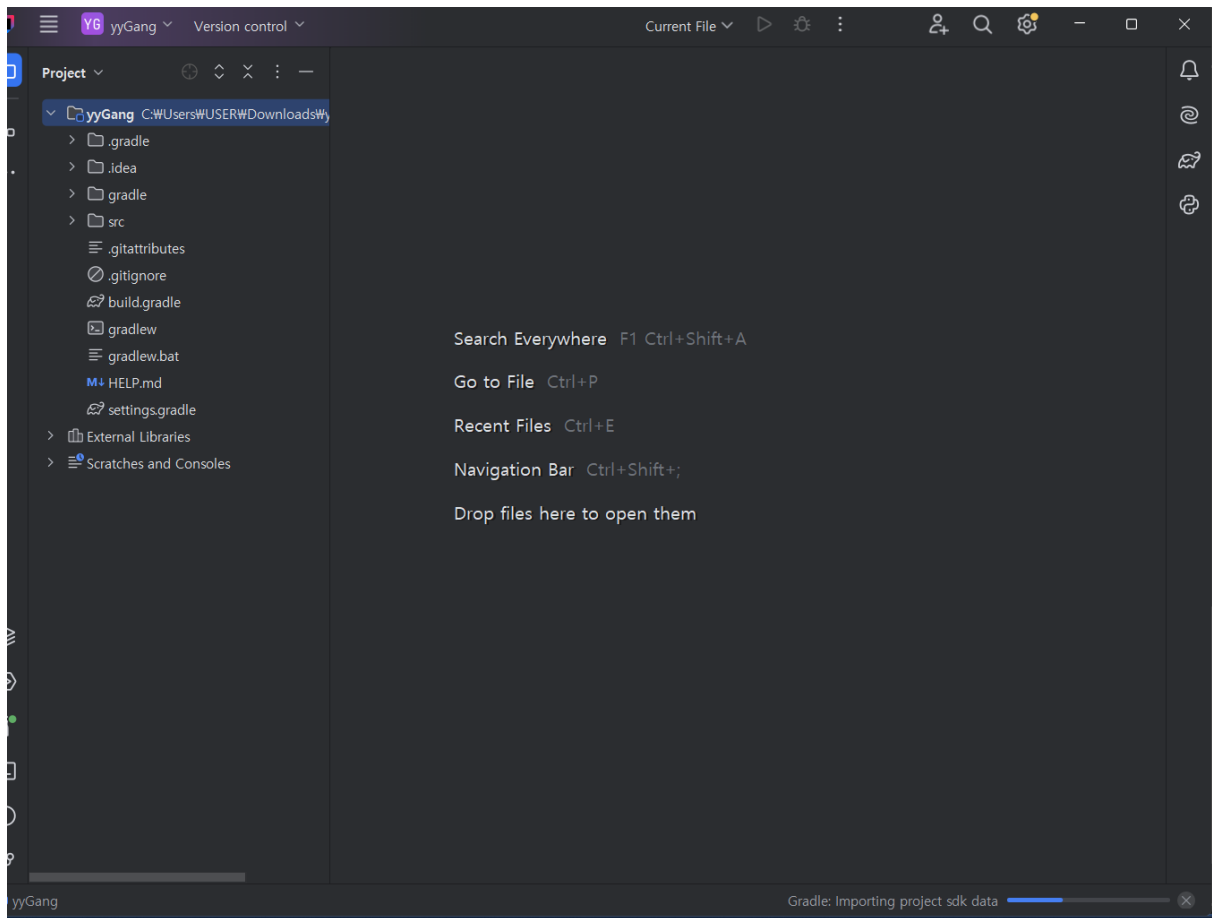 YG yyGang Version control Current File
Project
yyGang C:₩Users₩USER₩Downloads₩y
.gradle
.idea
gradle
src
.gitattributes
.gitignore
build.gradle
gradlew
gradlew.bat
M↓ HELP.md
settings.gradle
External Libraries
Scratches and Consoles
Search Everywhere F1 Ctrl+Shift+A
Go to File Ctrl+P
Recent Files Ctrl+E
Navigation Bar Ctrl+Shift+;
Drop files here to open them
yyGang Gradle: Importing project sdk data